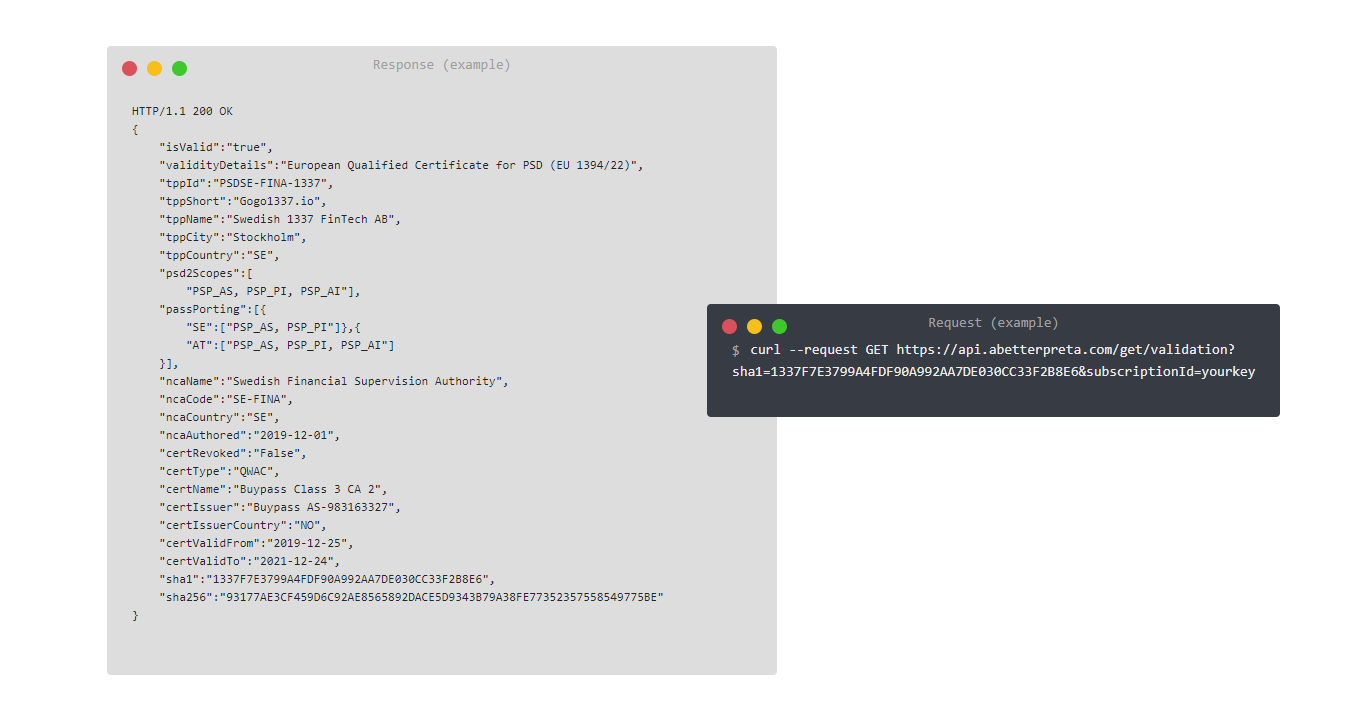 Response (example)
HTTP/1.1 200 OK
{
"isValid":"true",
"validityDetails":"European Qualified Certificate for PSD (EU 1394/22)",
"tppId":"PSDSE-FINA-1337",
"tppShort":"Gogo1337.io",
"tppName":"Swedish 1337 FinTech AB",
"tppCity":"Stockholm",
"tppCountry":"SE",
"psd2Scopes":[
"PSP_AS, PSP_PI, PSP_AI"],
"passPorting":[{
"SE":["PSP_AS, PSP_PI"]},{
"AT":["PSP_AS, PSP_PI, PSP_AI"]
}],
"ncaName":"Swedish Financial Supervision Authority",
"ncaCode":"SE-FINA",
"ncaCountry":"SE",
"ncaAuthored":"2019-12-01",
"certRevoked":"False",
"certType":"QWAC",
"certName":"Buypass Class 3 CA 2",
"certIssuer":"Buypass AS-983163327",
"certIssuerCountry":"NO",
"certValidFrom":"2019-12-25",
"certValidTo":"2021-12-24",
"sha1":"1337F7E3799A4FDF90A992AA7DE030CC33F2B8E6",
"sha256":"93177AE3CF459D6C92AE8565892DACE5D9343B79A38FE77352357558549775BE"
}
Request (example)
$ curl --request GET https://api.abetterpreta.com/get/validation?
sha1=1337F7E3799A4FDF90A992AA7DE030CC33F2B8E6&subscriptionId=yourkey